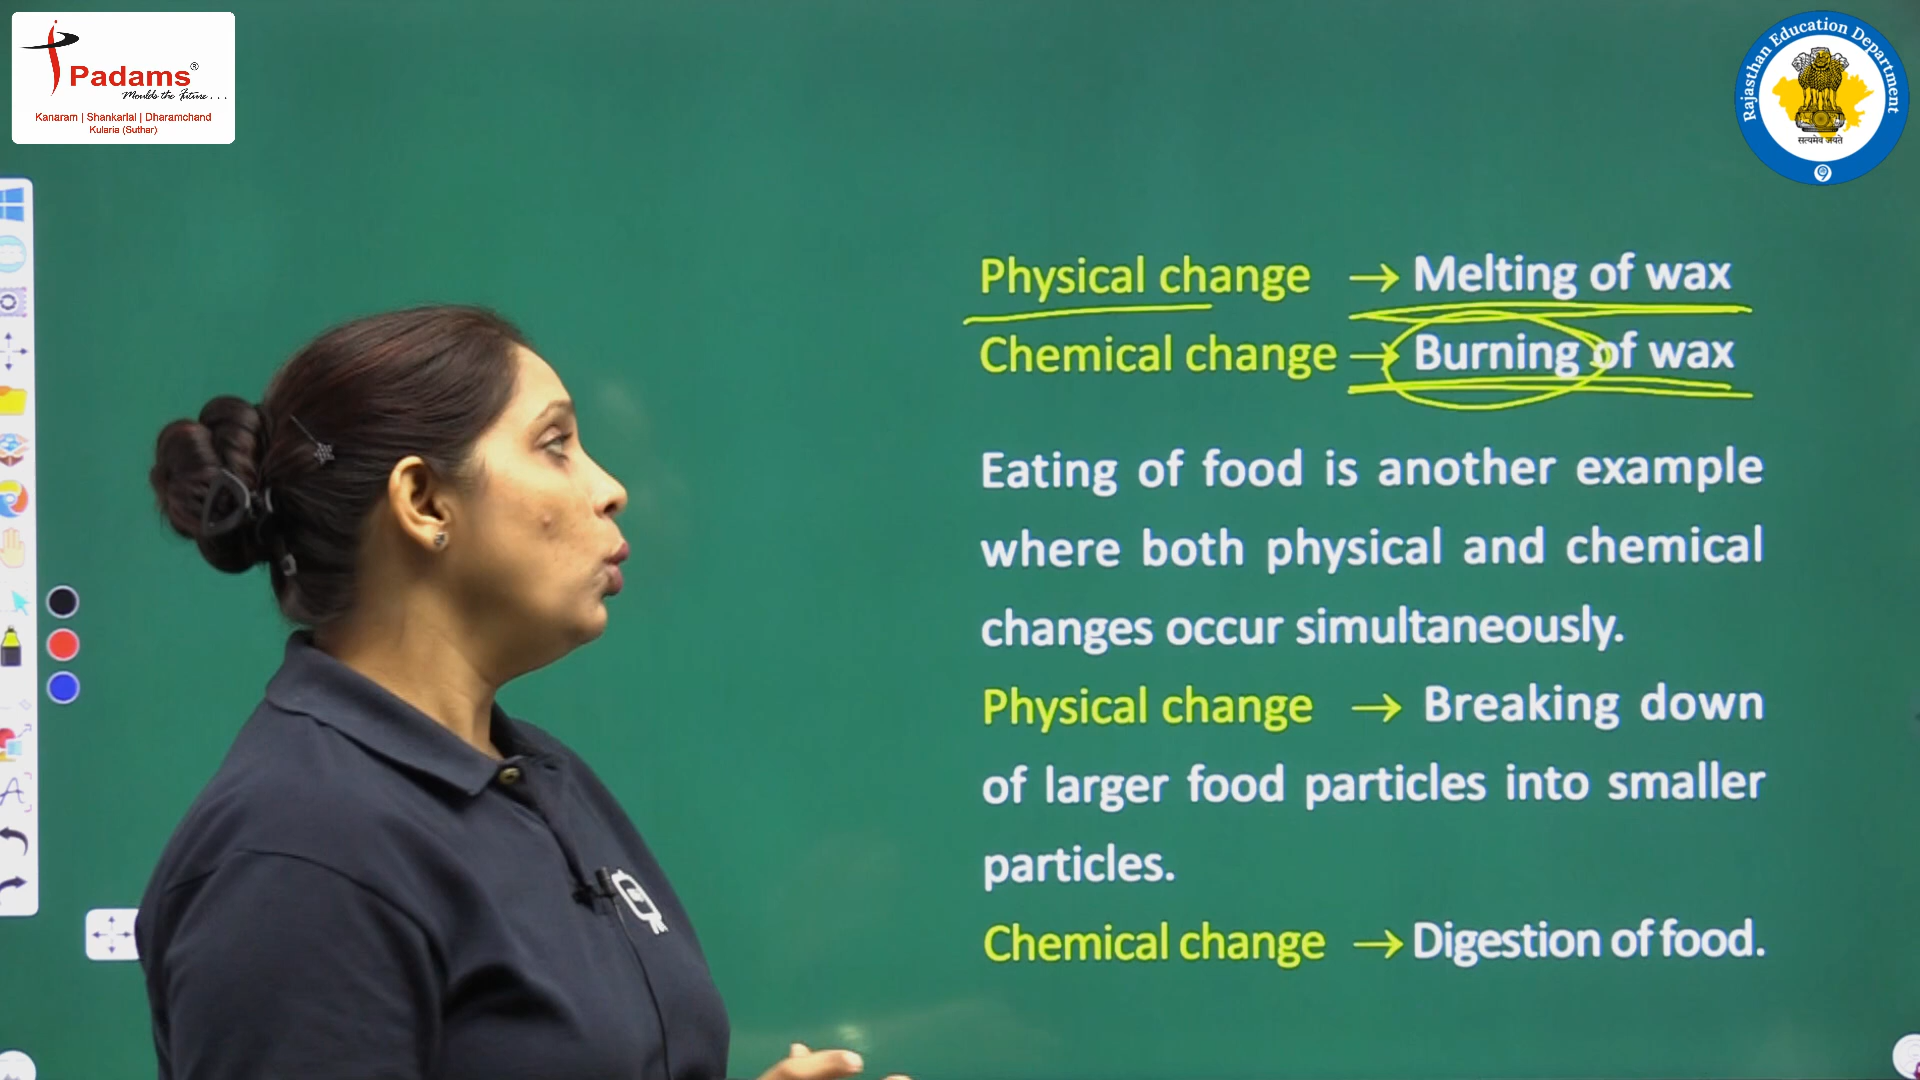 Padams®
Moulds the Future...
Kanaram | Shankarlal | Dharamchand
Kularia (Suthar)
Rajasthan Education Department
सत्यमेव जयते
Physical change → Melting of wax
Chemical change → Burning of wax
Eating of food is another example
where both physical and chemical
changes occur simultaneously.
Physical change → Breaking down
of larger food particles into smaller
particles.
Chemical change → Digestion of food.